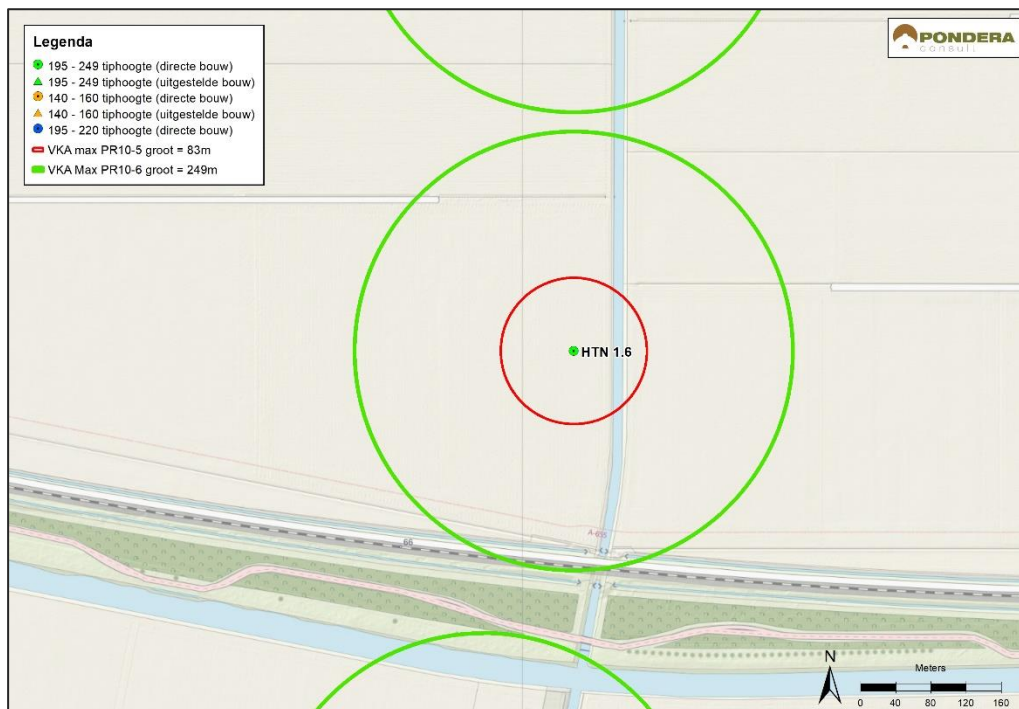 Legenda
195 - 249 tiphoogte (directe bouw)
195 - 249 tiphoogte (uitgestelde bouw)
140 - 160 tiphoogte (directe bouw)
140 - 160 tiphoogte (uitgestelde bouw)
195 - 220 tiphoogte (directe bouw)
VKA max PR10-5 groot = 83m
VKA Max PR10-6 groot = 249m
PONDERA
consult
HTN 1.6
A-635
66
N
Meters
0 40 80 120 160